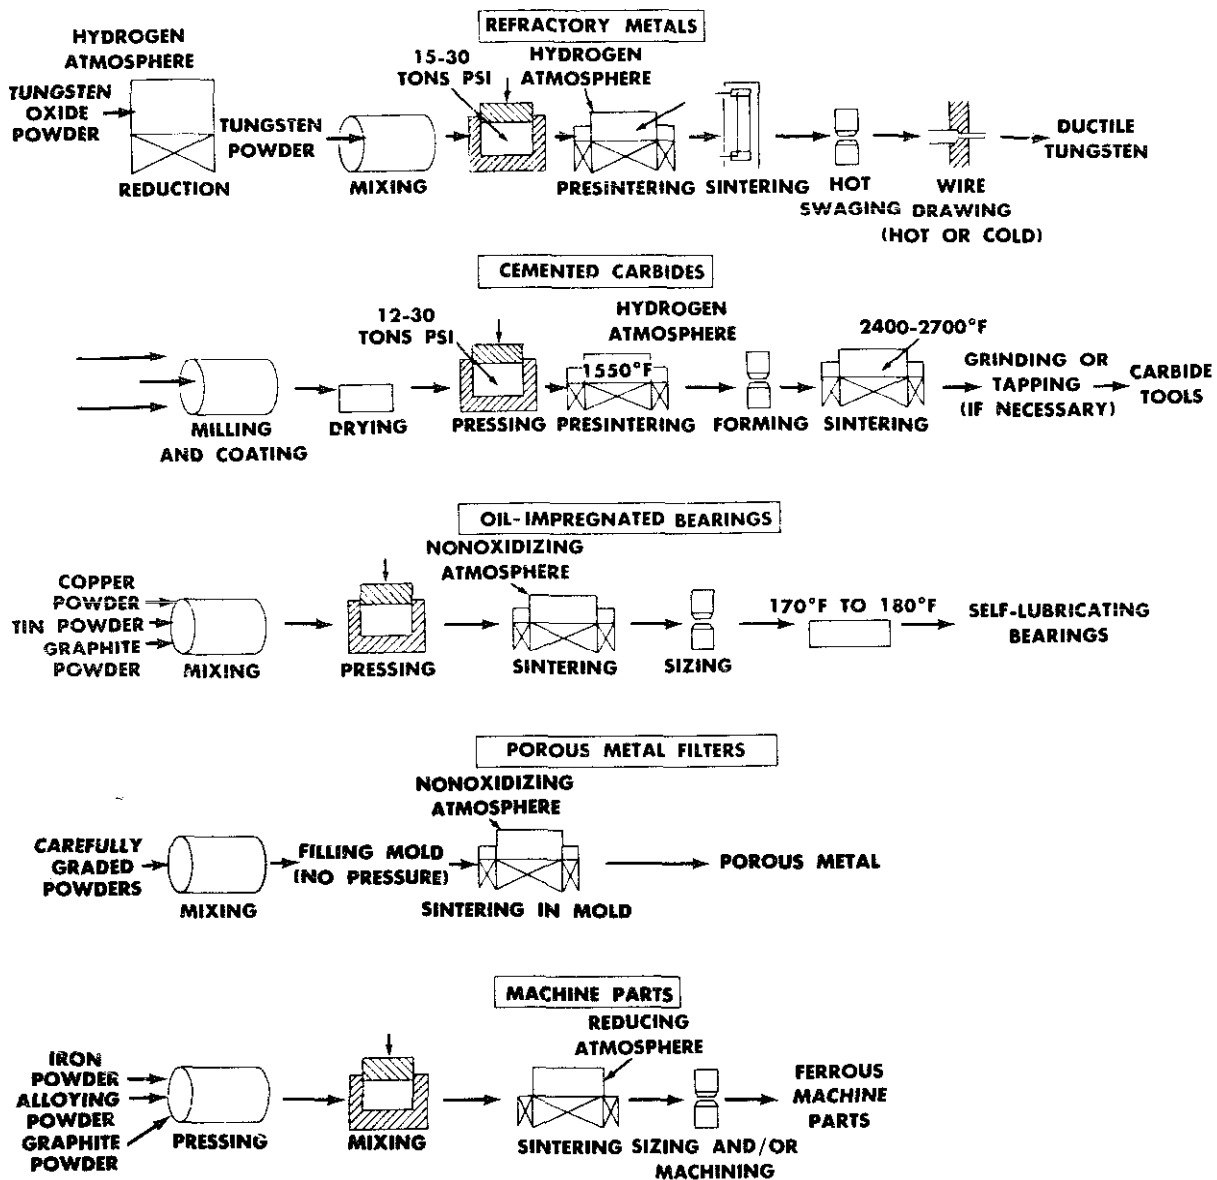 REFRACTORY METALS
HYDROGEN
ATMOSPHERE
TUNGSTEN
OXIDE
POWDER
REDUCTION
TUNGSTEN
POWDER
MIXING
15-30
TONS PSI
HYDROGEN
ATMOSPHERE
PRESINTERING
SINTERING
HOT
SWAGING
WIRE
DRAWING
(HOT OR COLD)
DUCTILE
TUNGSTEN
CEMENTED CARBIDES
MILLING
AND COATING
DRYING
12-30
TONS PSI
PRESSING
HYDROGEN
ATMOSPHERE
1550°F
PRESINTERING
FORMING
2400-2700°F
SINTERING
GRINDING OR
TAPPING
(IF NECESSARY)
CARBIDE
TOOLS
OIL-IMPREGNATED BEARINGS
COPPER
POWDER
TIN POWDER
GRAPHITE
POWDER
MIXING
PRESSING
NONOXIDIZING
ATMOSPHERE
SINTERING
SIZING
170°F TO 180°F
SELF-LUBRICATING
BEARINGS
POROUS METAL FILTERS
CAREFULLY
GRADED
POWDERS
MIXING
FILLING MOLD
(NO PRESSURE)
NONOXIDIZING
ATMOSPHERE
SINTERING IN MOLD
POROUS METAL
MACHINE PARTS
IRON
POWDER
ALLOYING
POWDER
GRAPHITE
POWDER
PRESSING
MIXING
REDUCING
ATMOSPHERE
SINTERING
SIZING AND/OR
MACHINING
FERROUS
MACHINE
PARTS